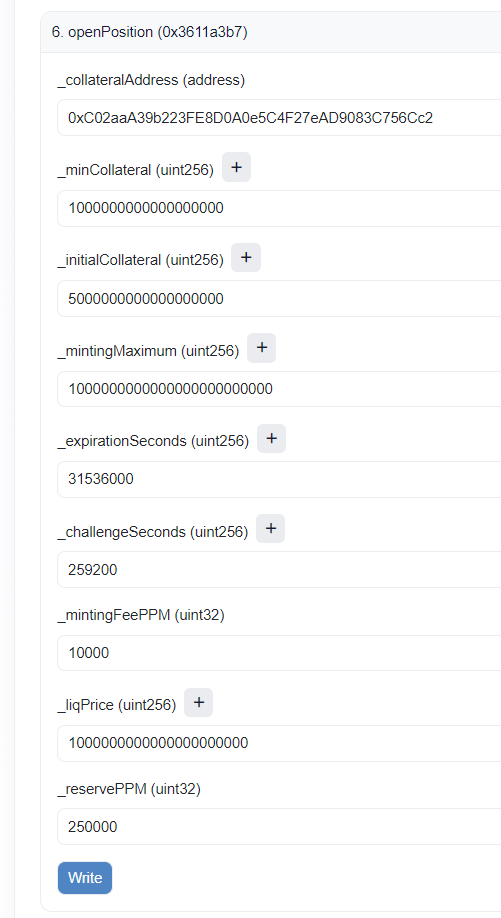 6. openPosition (0x3611a3b7)
_collateralAddress (address)
0xC02aaA39b223FE8D0A0e5C4F27eAD9083C756Cc2
_minCollateral (uint256) +
1000000000000000000
_initialCollateral (uint256) +
5000000000000000000
_mintingMaximum (uint256) +
1000000000000000000000000
_expirationSeconds (uint256) +
31536000
_challengeSeconds (uint256) +
259200
_mintingFeePPM (uint32)
10000
_liqPrice (uint256) +
1000000000000000000000
_reservePPM (uint32)
250000
Write